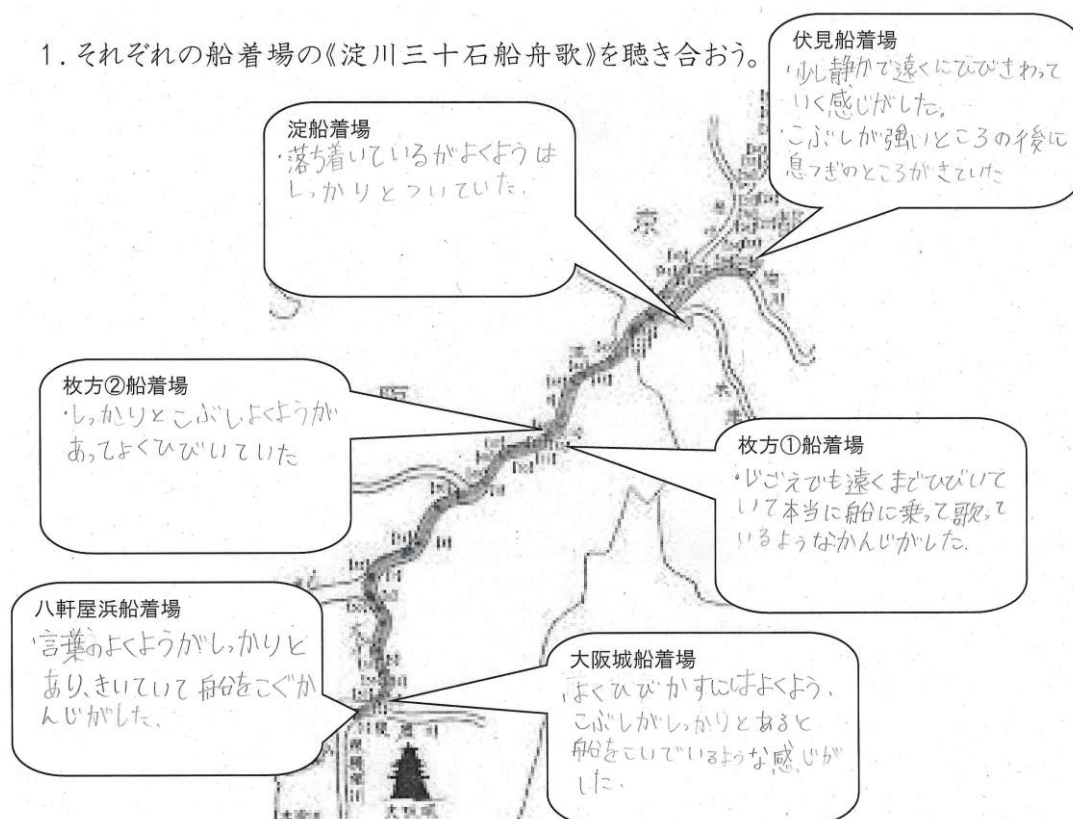 1.それぞれの船着場の《淀川三十石船舟歌》を聴き合おう。
伏見船着場
・少し静かで遠くにひびきわって
いく感じがした。
・こぶしが強いところの後に
息つぎのところがきていた
淀船着場
・落ち着いているがよくようは
しっかりとついていた.
京
都
枚方②船着場
・しっかりとこぶしよくようが
あってよくひびいていた
阪
枚方①船着場
・じごえでも遠くまでひびいて
いて本当に船に乗って歌って
いるようなかんじがした.
八軒屋浜船着場
・言葉のよくようがしっかりと
あり、きいていて船をこぐか
んじがした.
大阪城船着場
・よくひびかすにはよくよう、
こぶしがしっかりとあると
船をこいでいるような感じが
した.
大阪城